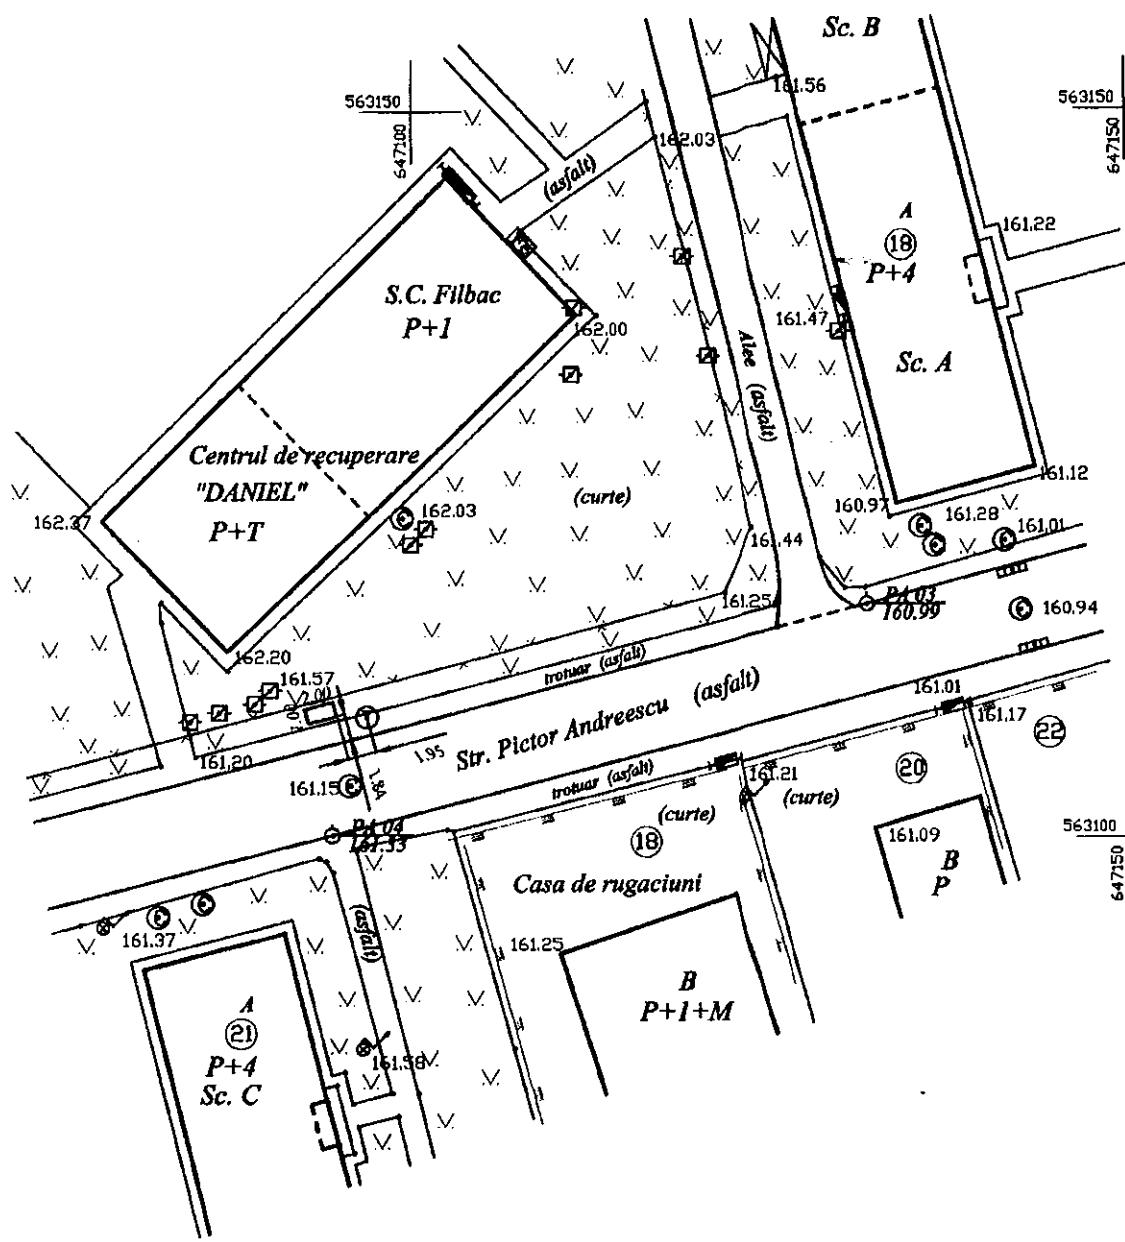 Sc. B
563150
647100
161.56
563150
647150
162.03
(asfalt)
A
18
P+4
161.22
S.C. Filbac
P+1
162.00
161.47
Alee (asfalt)
Sc. A
Centrul de recuperare
"DANIEL"
P+T
162.37
162.03
(curte)
160.97
161.28
161.01
161.12
161.44
161.25
PA 03
160.99
160.94
162.20
161.57
2.00
trotuar (asfalt)
161.20
1.95
Str. Pictor Andreescu (asfalt)
161.01
161.17
22
161.15
1.84
trotuar (asfalt)
161.21
(curte)
20
PA 04
161.33
(curte)
18
161.09
B
P
563100
647150
Casa de rugaciuni
161.37
(asfalt)
161.25
B
P+1+M
A
21
P+4
Sc. C
161.58